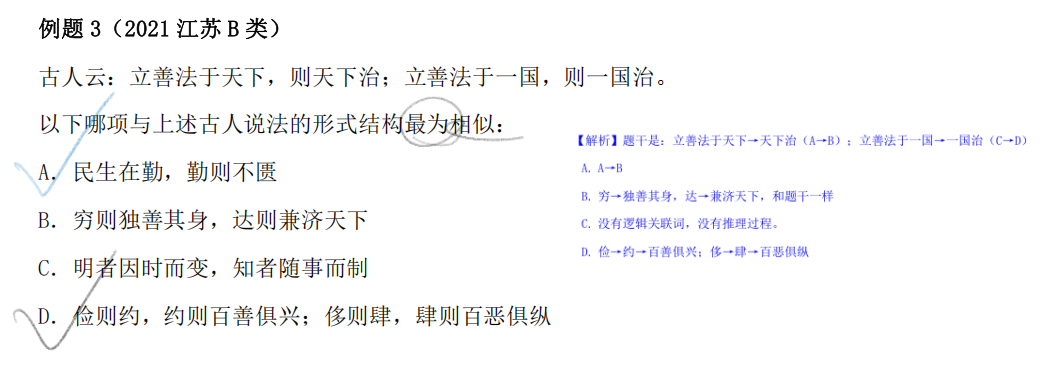 例题 3（2021 江苏 B 类）
古人云：立善法于天下，则天下治；立善法于一国，则一国治。
以下哪项与上述古人说法的形式结构最为相似：
A．民生在勤，勤则不匮
B．穷则独善其身，达则兼济天下
C．明者因时而变，知者随事而制
D．俭则约，约则百善俱兴；侈则肆，肆则百恶俱纵
【解析】题干是：立善法于天下→天下治（A→B）；立善法于一国→一国治（C→D）
A. A→B
B. 穷→独善其身，达→兼济天下，和题干一样
C. 没有逻辑关联词，没有推理过程。
D. 俭→约→百善俱兴；侈→肆→百恶俱纵